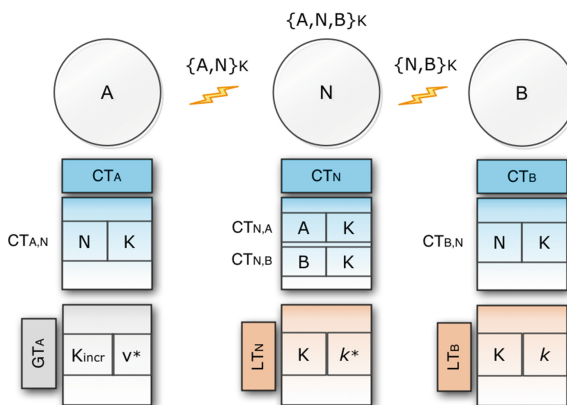 {A,N,B}K
{A,N}K {N,B}K
A N B
CTA CTN CTB
CTA,N N K
CTN,A A K
CTN,B B K
CTB,N N K
GTA Kincr v*
LTN K k*
LTB K k